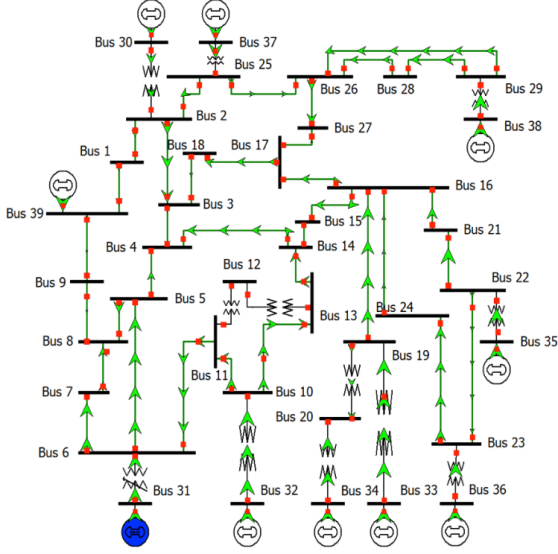 Bus 30
Bus 37
Bus 25
Bus 26
Bus 28
Bus 29
Bus 2
Bus 38
Bus 27
Bus 18
Bus 17
Bus 1
Bus 16
Bus 39
Bus 3
Bus 15
Bus 21
Bus 4
Bus 14
Bus 12
Bus 9
Bus 22
Bus 5
Bus 13
Bus 24
Bus 8
Bus 35
Bus 19
Bus 11
Bus 7
Bus 10
Bus 20
Bus 6
Bus 23
Bus 31
Bus 32
Bus 34
Bus 33
Bus 36